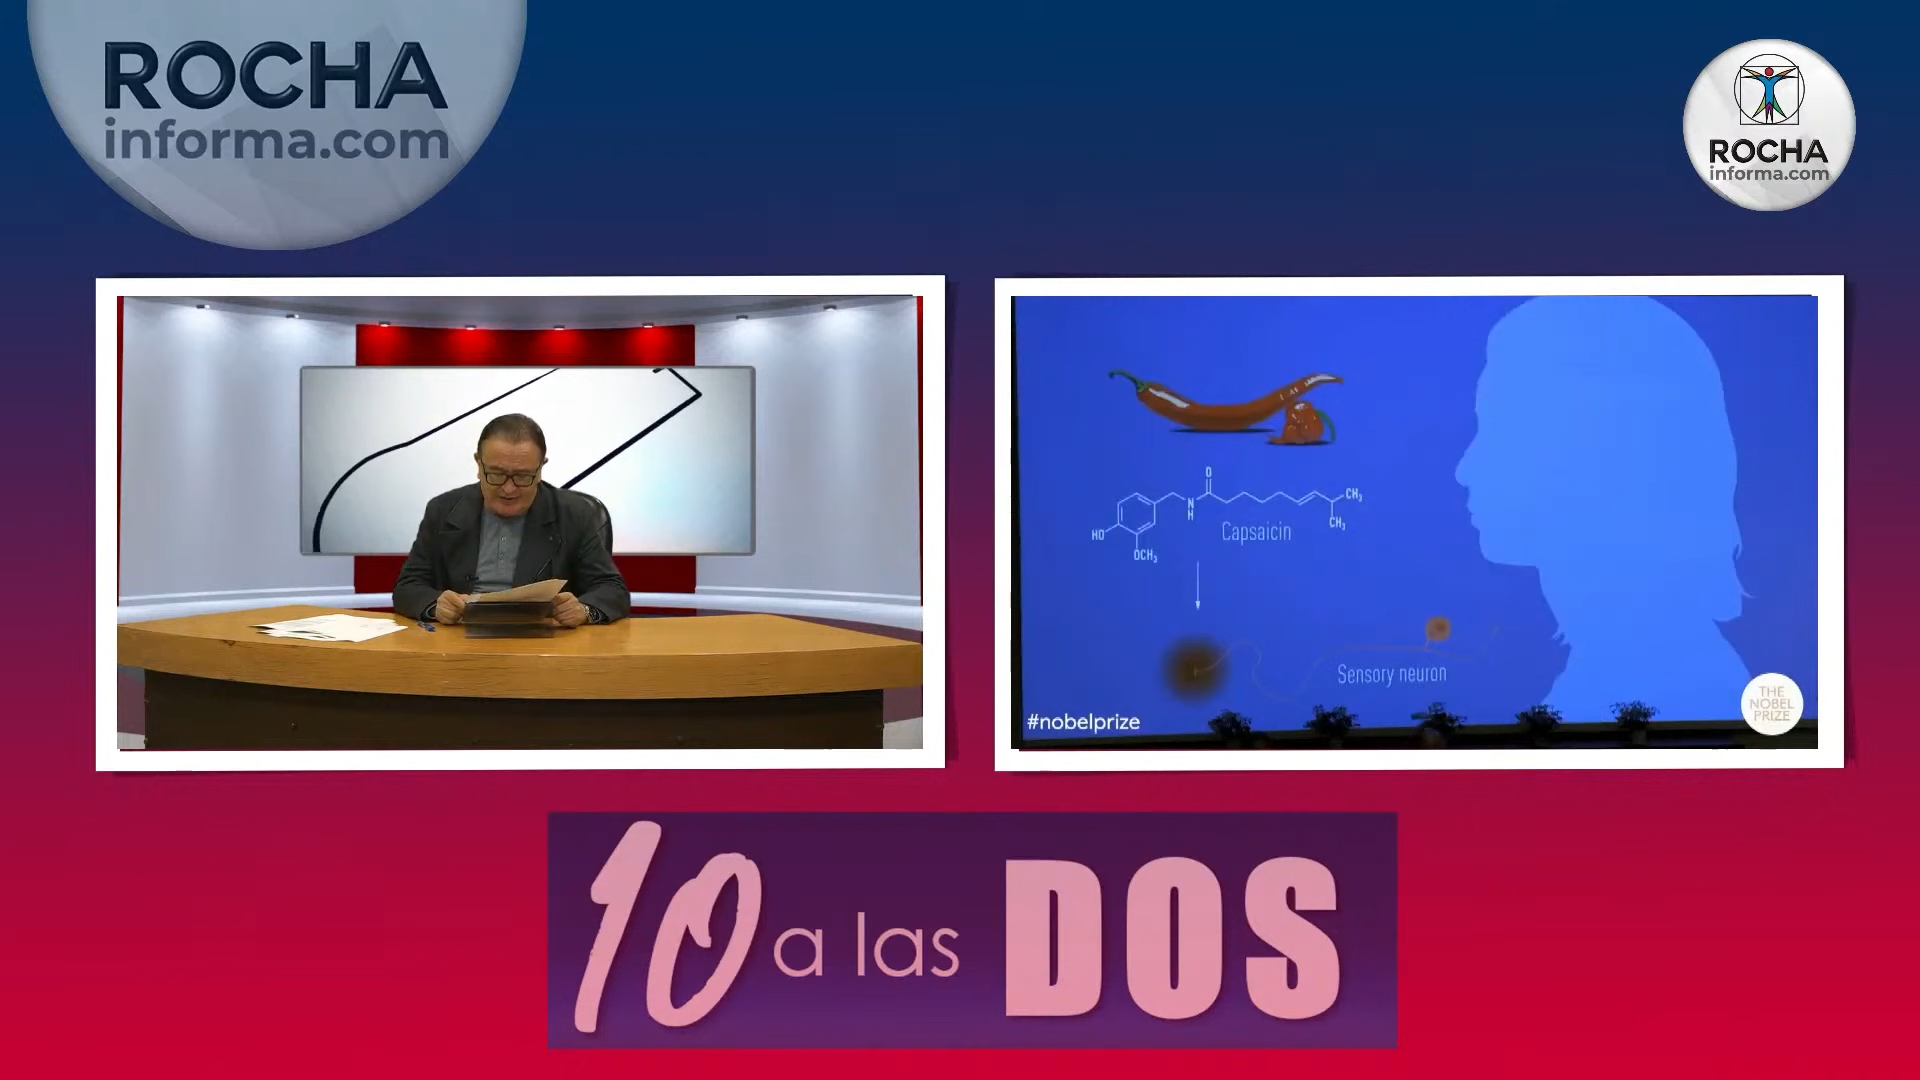 ROCHA
informa.com
ROCHA
informa.com
O
N
H
CH3
CH3
HO
OCH3
Capsaicin
Sensory neuron
#nobelprize
THE
NOBEL
PRIZE
10 a las DOS